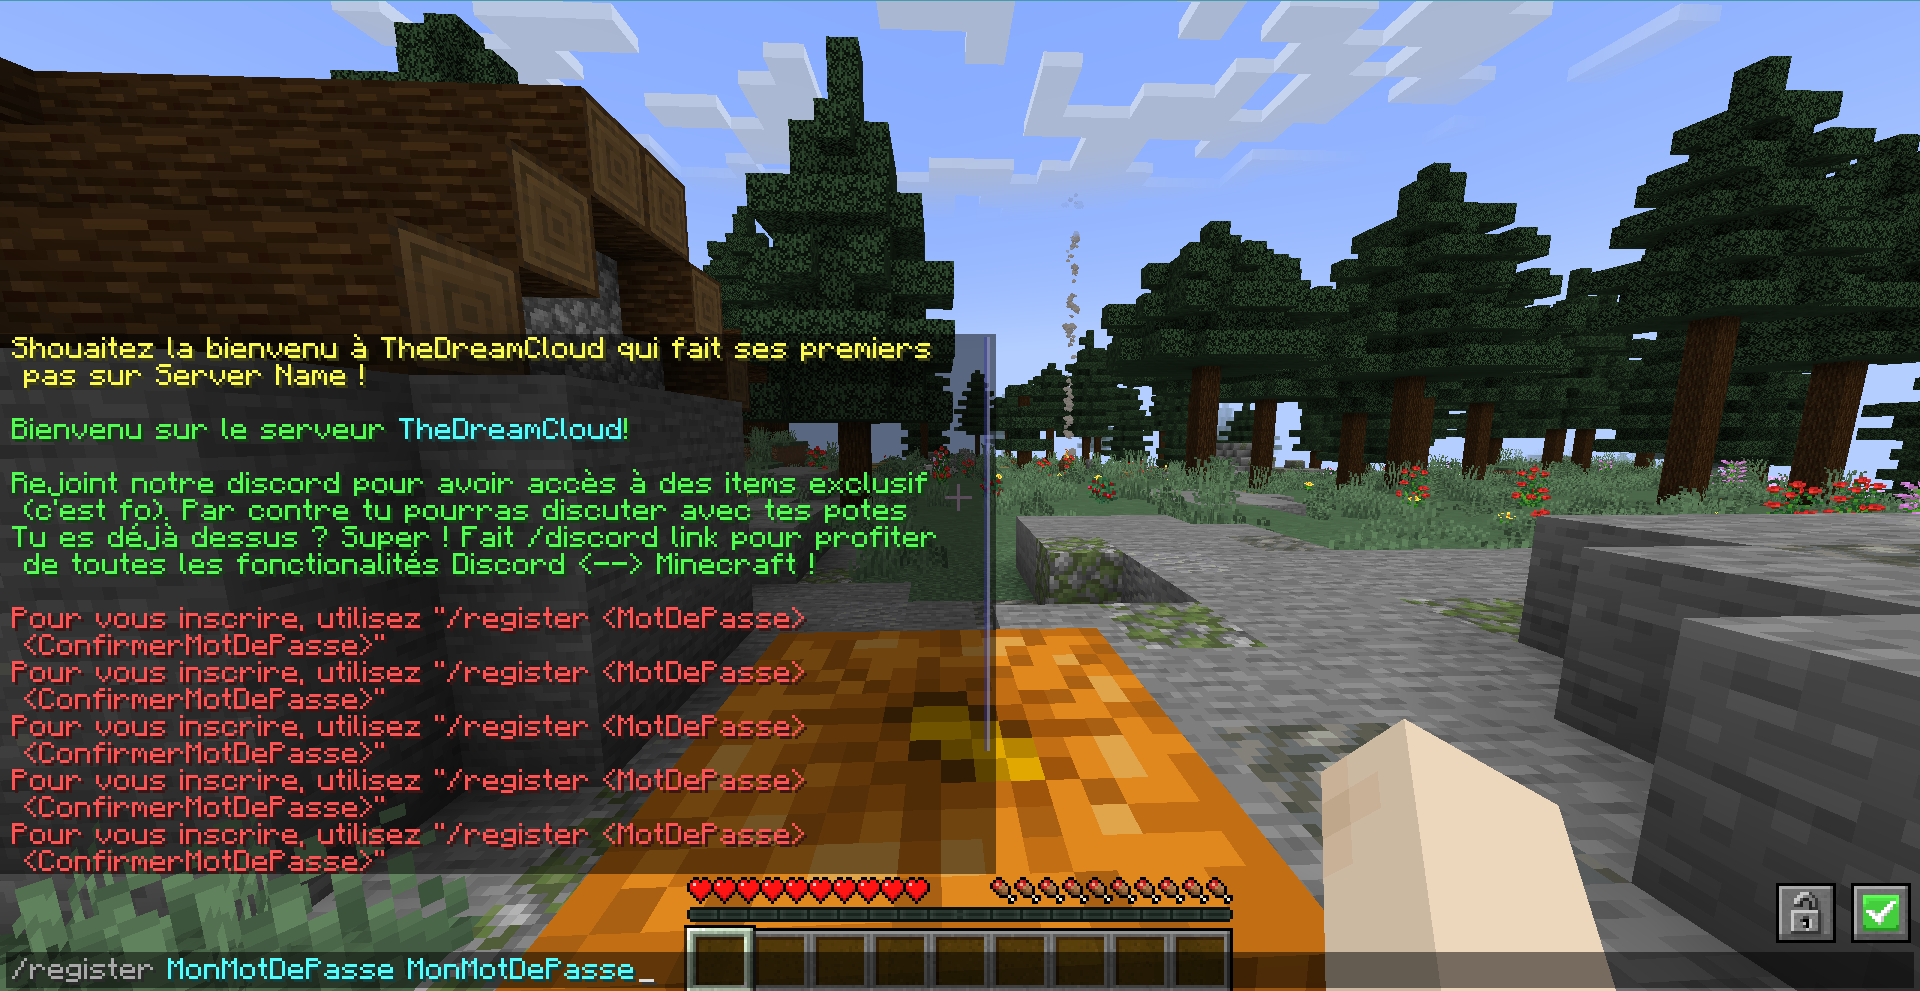 Shouaitez la bienvenu à TheDreamCloud qui fait ses premiers
pas sur Server Name !
Bienvenu sur le serveur TheDreamCloud!
Rejoint notre discord pour avoir accès à des items exclusif
(c'est fo). Par contre tu pourras discuter avec tes potes
Tu es déjà dessus ? Super ! Fait /discord link pour profiter
de toutes les fonctionalités Discord <--> Minecraft !
Pour vous inscrire, utilisez "/register <MotDePasse>
<ConfirmerMotDePasse>"
Pour vous inscrire, utilisez "/register <MotDePasse>
<ConfirmerMotDePasse>"
Pour vous inscrire, utilisez "/register <MotDePasse>
<ConfirmerMotDePasse>"
Pour vous inscrire, utilisez "/register <MotDePasse>
<ConfirmerMotDePasse>"
Pour vous inscrire, utilisez "/register <MotDePasse>
<ConfirmerMotDePasse>"
/register MonMotDePasse MonMotDePasse_